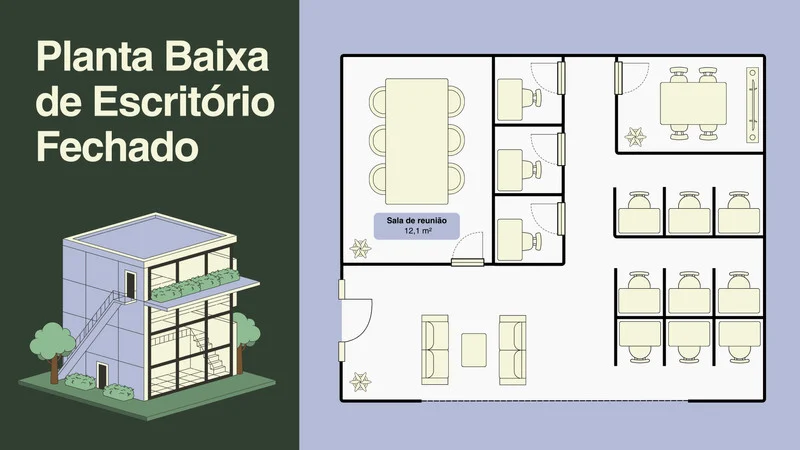 Planta Baixa
de Escritório
Fechado
Sala de reunião
12,1 m²